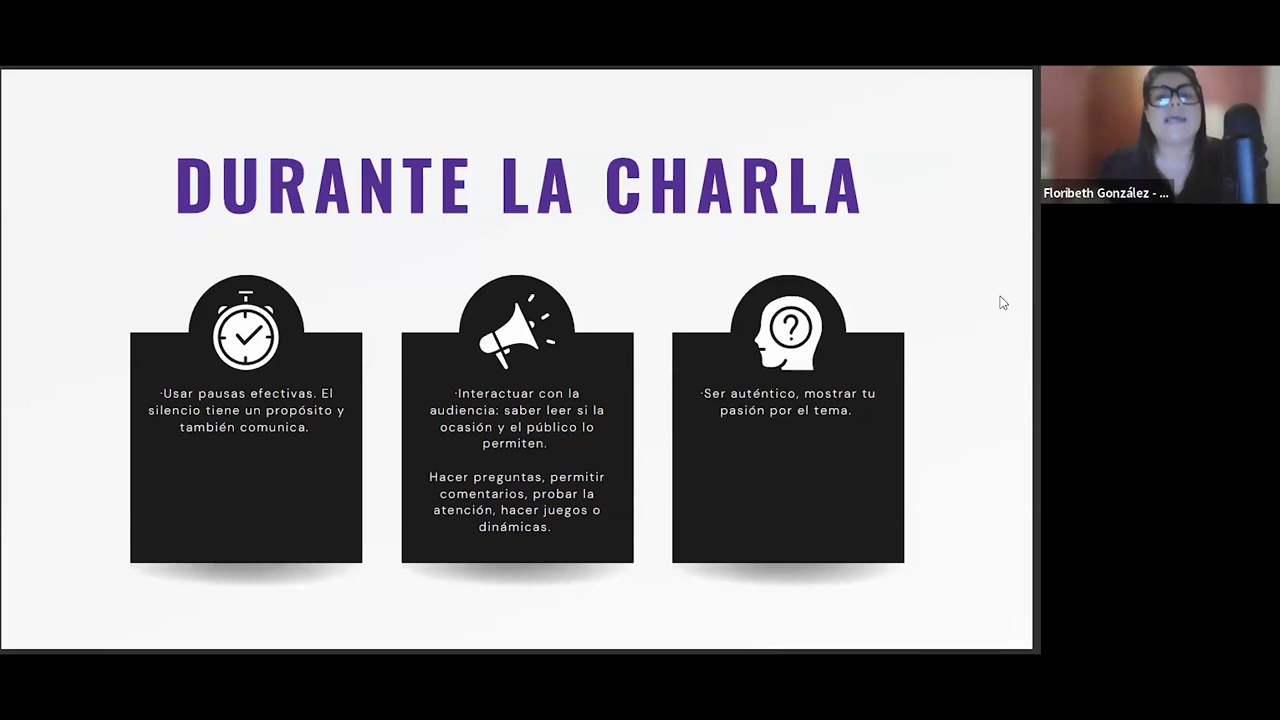 DURANTE LA CHARLA
·Usar pausas efectivas. El
silencio tiene un propósito y
también comunica.
·Interactuar con la
audiencia: saber leer si la
ocasión y el público lo
permiten.
Hacer preguntas, permitir
comentarios, probar la
atención, hacer juegos o
dinámicas.
·Ser auténtico, mostrar tu
pasión por el tema.
Floribeth González - ...